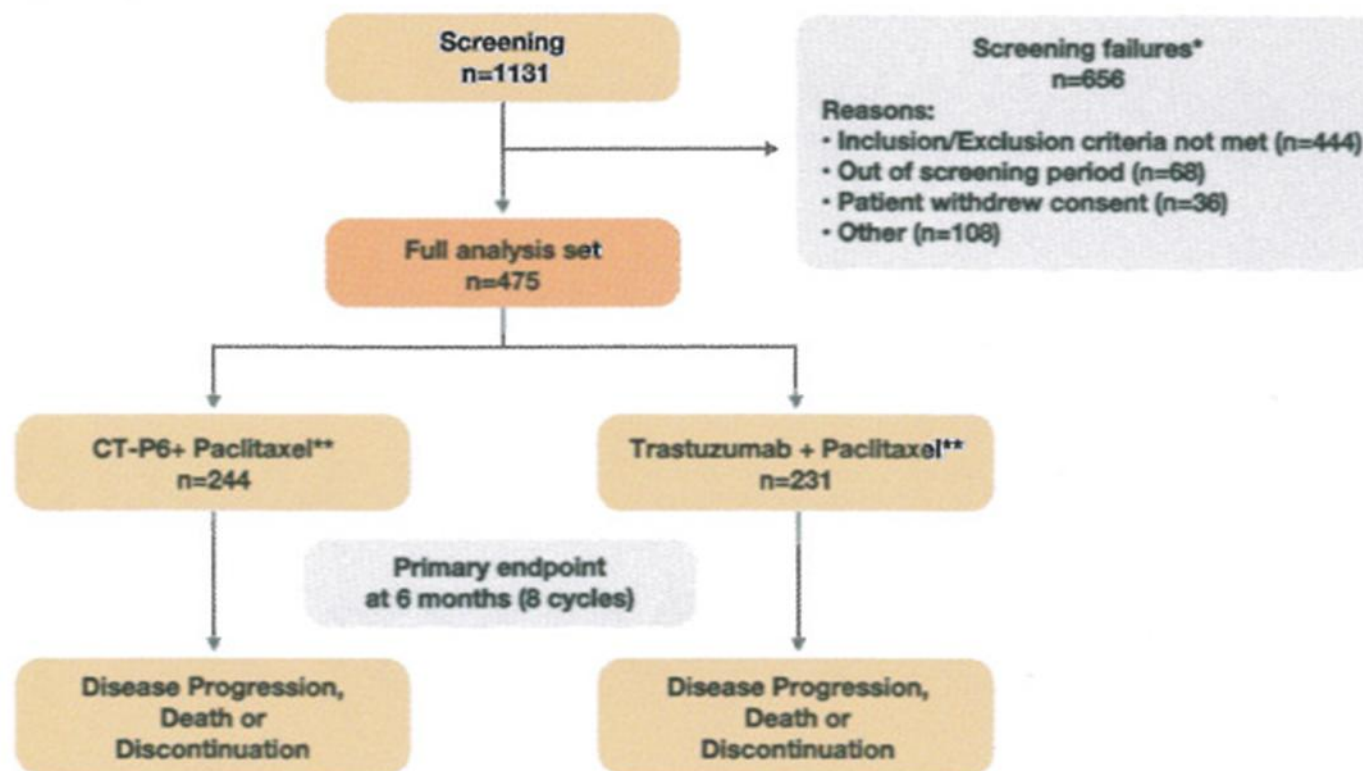 Screening
n=1131
Screening failures*
n=656
Reasons:
· Inclusion/Exclusion criteria not met (n=444)
· Out of screening period (n=68)
· Patient withdrew consent (n=36)
· Other (n=108)
Full analysis set
n=475
CT-P6+ Paclitaxel**
n=244
Trastuzumab + Paclitaxel**
n=231
Primary endpoint
at 6 months (8 cycles)
Disease Progression,
Death or
Discontinuation
Disease Progression,
Death or
Discontinuation